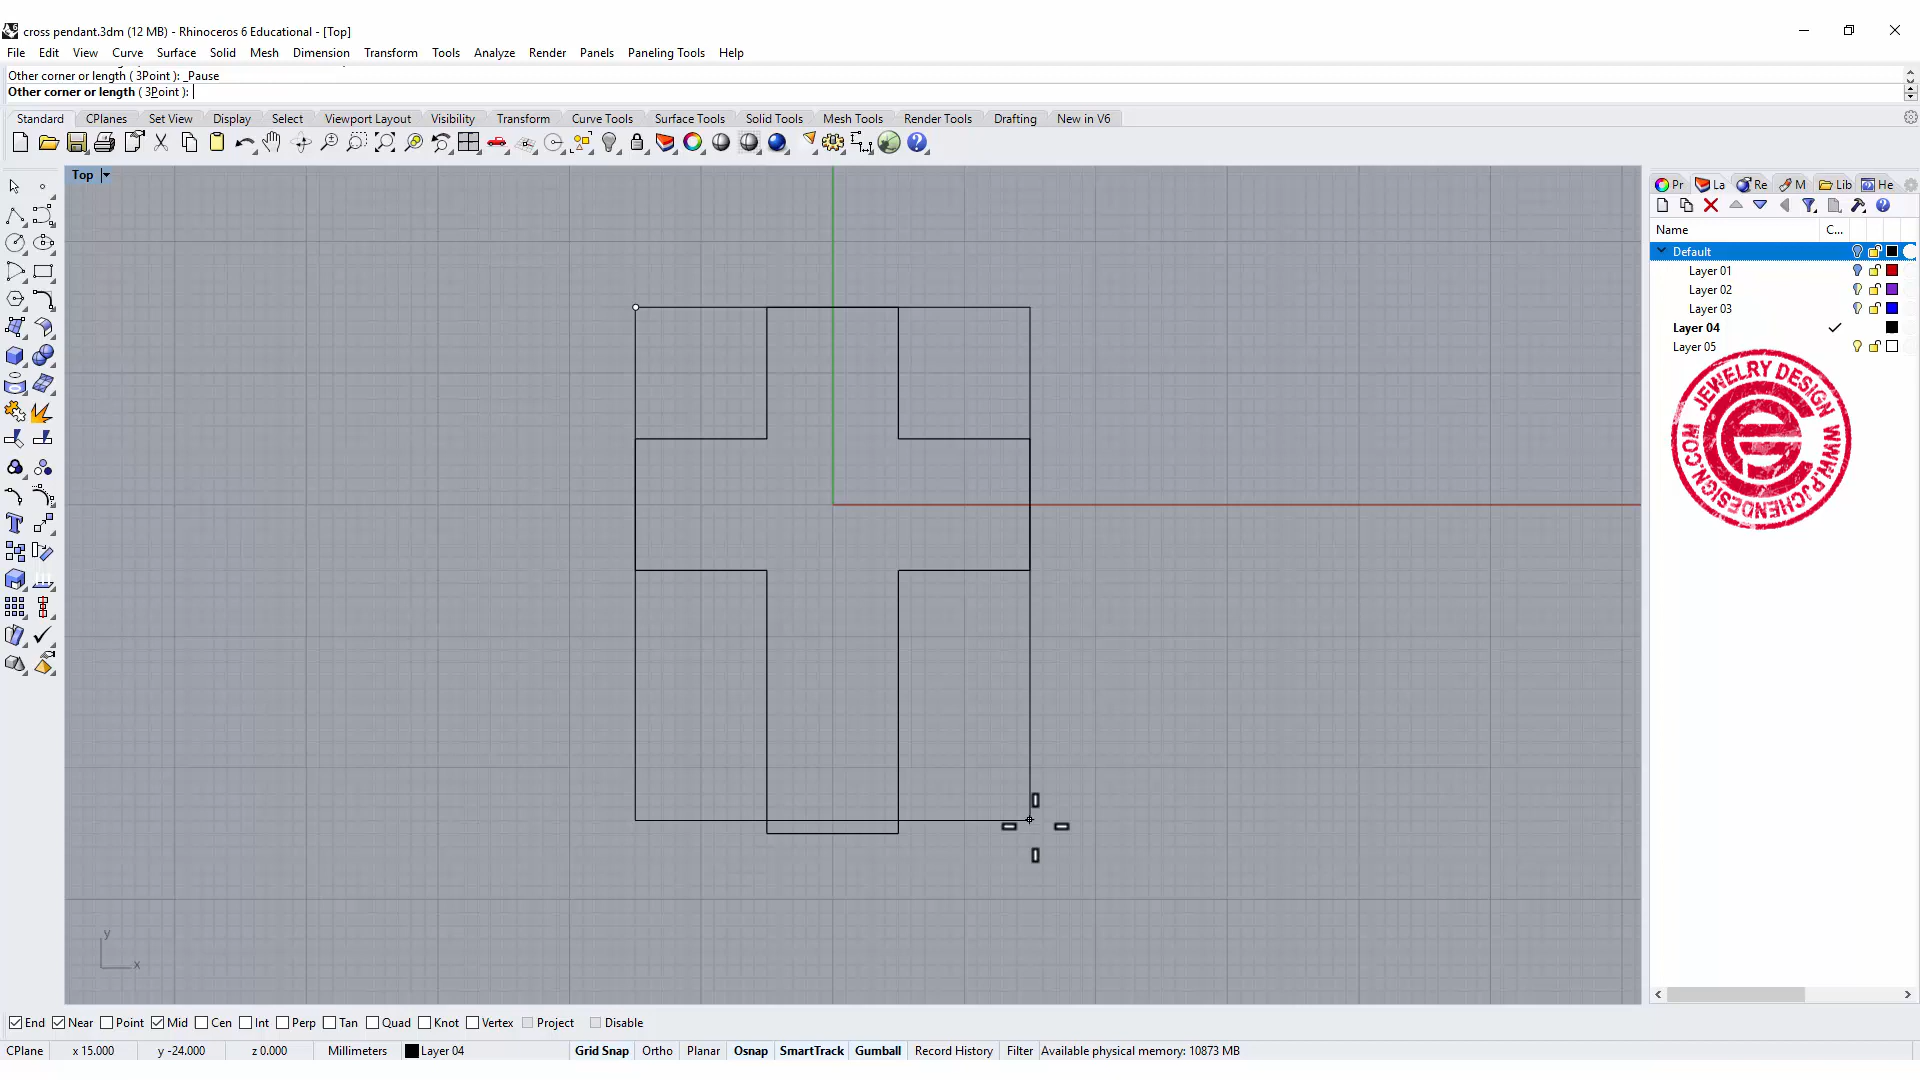 cross pendant.3dm (12 MB) - Rhinoceros 6 Educational - [Top]
File Edit View Curve Surface Solid Mesh Dimension Transform Tools Analyze Render Panels Paneling Tools Help
Other corner or length ( 3Point ): _Pause
Other corner or length ( 3Point ):
Standard CPlanes Set View Display Select Viewport Layout Visibility Transform Curve Tools Surface Tools Solid Tools Mesh Tools Render Tools Drafting New in V6
Top
Pr La Re M Lib He
Name C...
Default
Layer 01
Layer 02
Layer 03
Layer 04
Layer 05
JEWELRY DESIGN
WWW.PJCHENDESIGN.COM
y
x
End Near Point Mid Cen Int Perp Tan Quad Knot Vertex Project Disable
CPlane x 15.000 y -24.000 z 0.000 Millimeters Layer 04 Grid Snap Ortho Planar Osnap SmartTrack Gumball Record History Filter Available physical memory: 10873 MB